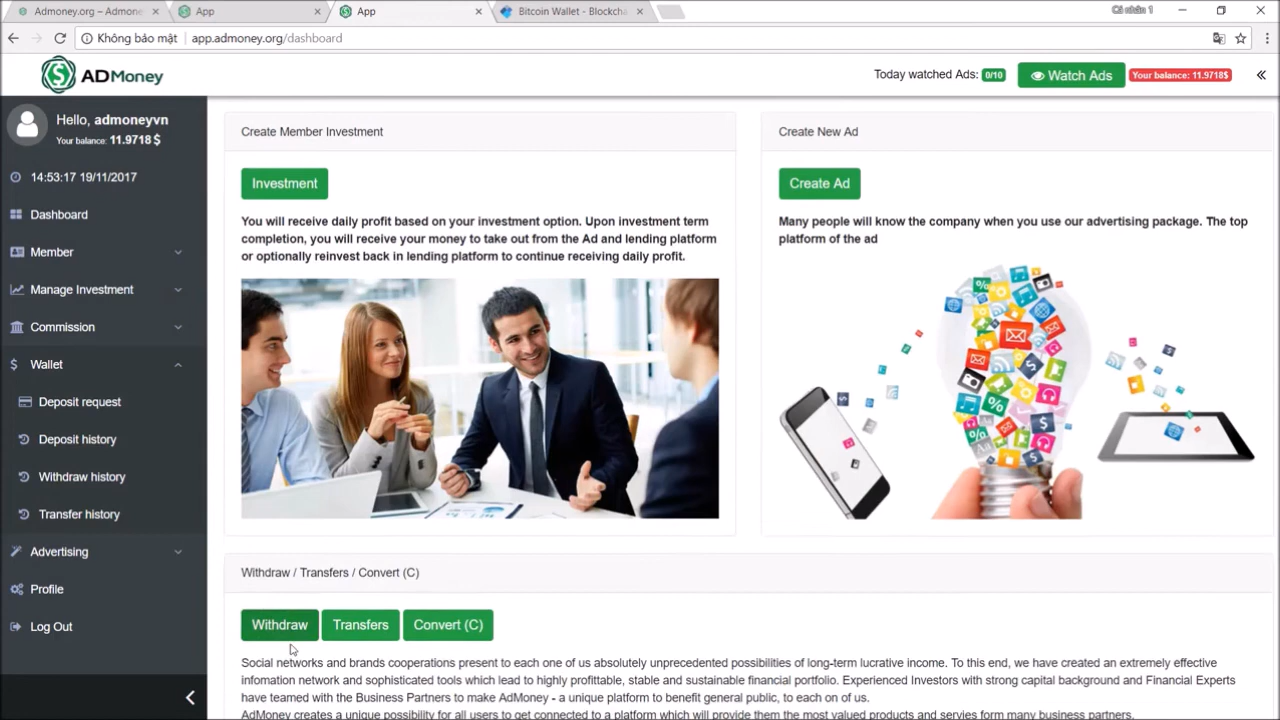 Admoney.org – Admone
App
App
Bitcoin Wallet - Blockcha
Cá nhân 1
Không bảo mật
app.admoney.org/dashboard
ADMoney
Today watched Ads: 0/10
Watch Ads
Your balance: 11.9718$
Hello, admoneyvn
Your balance: 11.9718 $
14:53:17 19/11/2017
Dashboard
Member
Manage Investment
Commission
Wallet
Deposit request
Deposit history
Withdraw history
Transfer history
Advertising
Profile
Log Out
Create Member Investment
Investment
You will receive daily profit based on your investment option. Upon investment term
completion, you will receive your money to take out from the Ad and lending platform
or optionally reinvest back in lending platform to continue receiving daily profit.
Create New Ad
Create Ad
Many people will know the company when you use our advertising package. The top
platform of the ad
Withdraw / Transfers / Convert (C)
Withdraw
Transfers
Convert (C)
Social networks and brands cooperations present to each one of us absolutely unprecedented possibilities of long-term lucrative income. To this end, we have created an extremely effective
infomation network and sophisticated tools which lead to highly profittable, stable and sustainable financial portfolio. Experienced Investors with strong capital background and Financial Experts
have teamed with the Business Partners to make AdMoney - a unique platform to benefit general public, to each on of us.
AdMoney creates a unique possibility for all users to get connected to a platform which will provide them the most valued products and servies form many business partners.